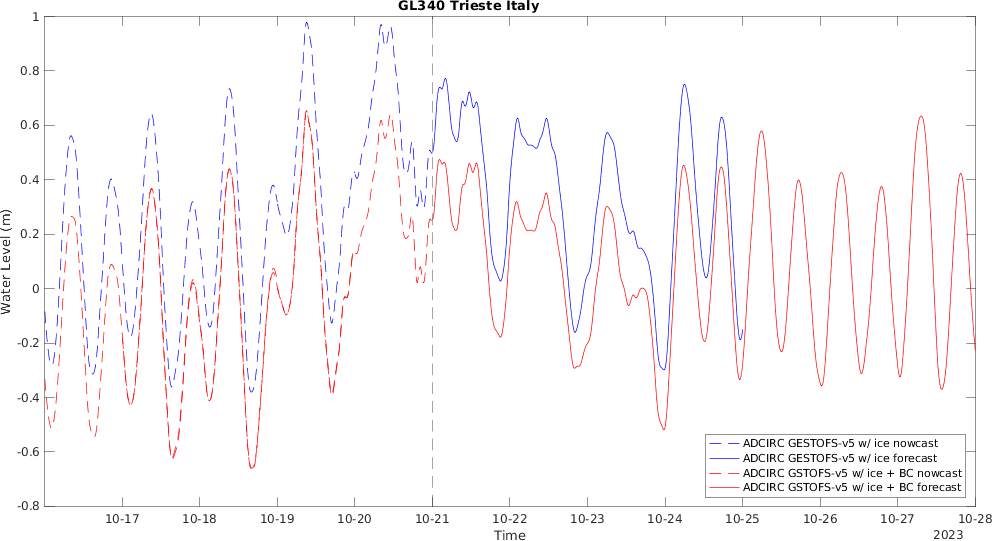 GL340 Trieste Italy
Water Level (m)
1
0.8
0.6
0.4
0.2
0
-0.2
-0.4
-0.6
-0.8
ADCIRC GESTOFS-v5 w/ ice nowcast
ADCIRC GESTOFS-v5 w/ ice forecast
ADCIRC GSTOFS-v5 w/ ice + BC nowcast
ADCIRC GSTOFS-v5 w/ ice + BC forecast
10-17 10-18 10-19 10-20 10-21 10-22 10-23 10-24 10-25 10-26 10-27 10-28
Time
2023